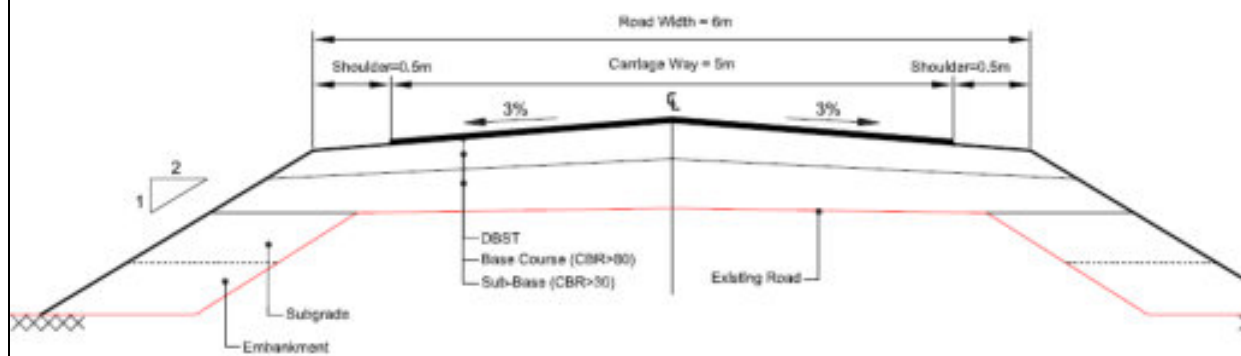 Road Width = 6m
Shoulder=0.5m
Carriage Way = 5m
Shoulder=0.5m
℄
3%
3%
2
1
DBST
Base Course (CBR>80)
Sub-Base (CBR>30)
Existing Road
Subgrade
Embankment